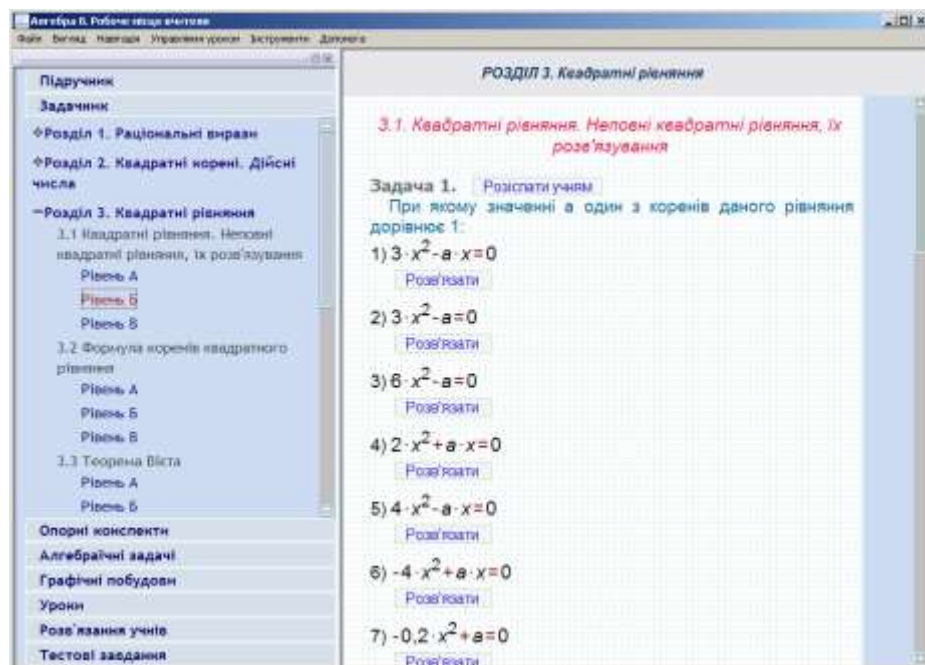 Алгебра 8. Робоче місце вчителя
Файл Вигляд Навігація Управління уроком Інструменти Допомога
Підручник
Задачник
Розділ 1. Раціональні вирази
Розділ 2. Квадратні корені. Дійсні
числа
Розділ 3. Квадратні рівняння
3.1 Квадратні рівняння. Неповні
квадратні рівняння, їх розв'язування
Рівень А
Рівень Б
Рівень В
3.2 Формула коренів квадратного
рівняння
Рівень А
Рівень Б
Рівень В
3.3 Теорема Вієта
Рівень А
Рівень Б
Опорні конспекти
Алгебраїчні задачі
Графічні побудови
Уроки
Розв'язання учнів
Тестові завдання
РОЗДІЛ 3. Квадратні рівняння
3.1. Квадратні рівняння. Неповні квадратні рівняння, їх
розв'язування
Задача 1. Розіслати учням
При якому значенні а один з коренів даного рівняння
дорівнює 1:
1) 3·x²-a·x=0
Розв'язати
2) 3·x²-a=0
Розв'язати
3) 6·x²-a=0
Розв'язати
4) 2·x²+a·x=0
Розв'язати
5) 4·x²-a·x=0
Розв'язати
6) -4·x²+a·x=0
Розв'язати
7) -0,2·x²+a=0
Розв'язати